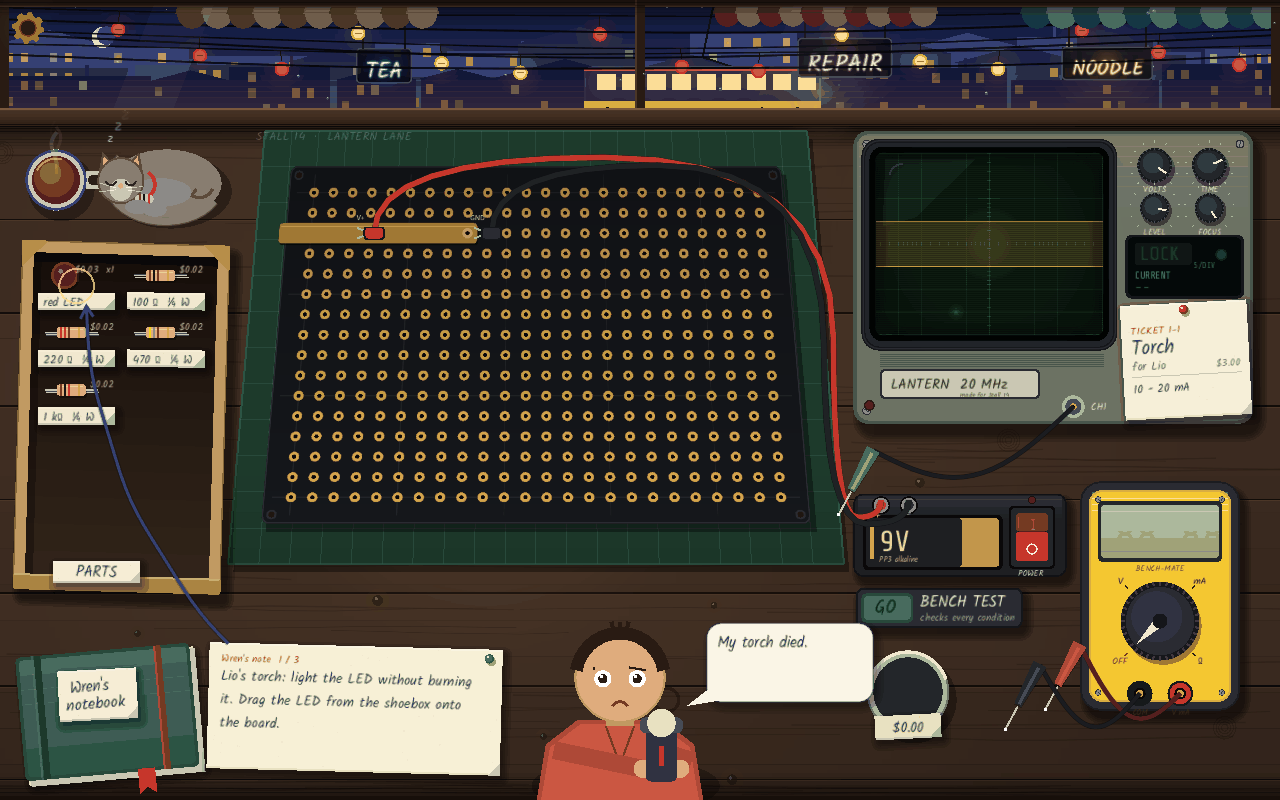 TEA
REPAIR
NOODLE
z
z
STALL 14 · LANTERN LANE
V+
GND
$0.03 x1
red LED
$0.02
100 Ω ¼ W
$0.02
220 Ω ¼ W
$0.02
470 Ω ¼ W
$0.02
1 kΩ ¼ W
PARTS
VOLTS
TIME
LEVEL
FOCUS
LOCK
S/DIV
CURRENT
--
LANTERN 20 MHz
made for Stall 14
CH1
TICKET 1-1
Torch
for Lio
$3.00
10 - 20 mA
9V
PP3 alkaline
POWER
GO
BENCH TEST
checks every condition
BENCH-MATE
V
mA
OFF
Ω
Wren's
notebook
Wren's note 1 / 3
Lio's torch: light the LED without burning
it. Drag the LED from the shoebox onto
the board.
My torch died.
$0.00